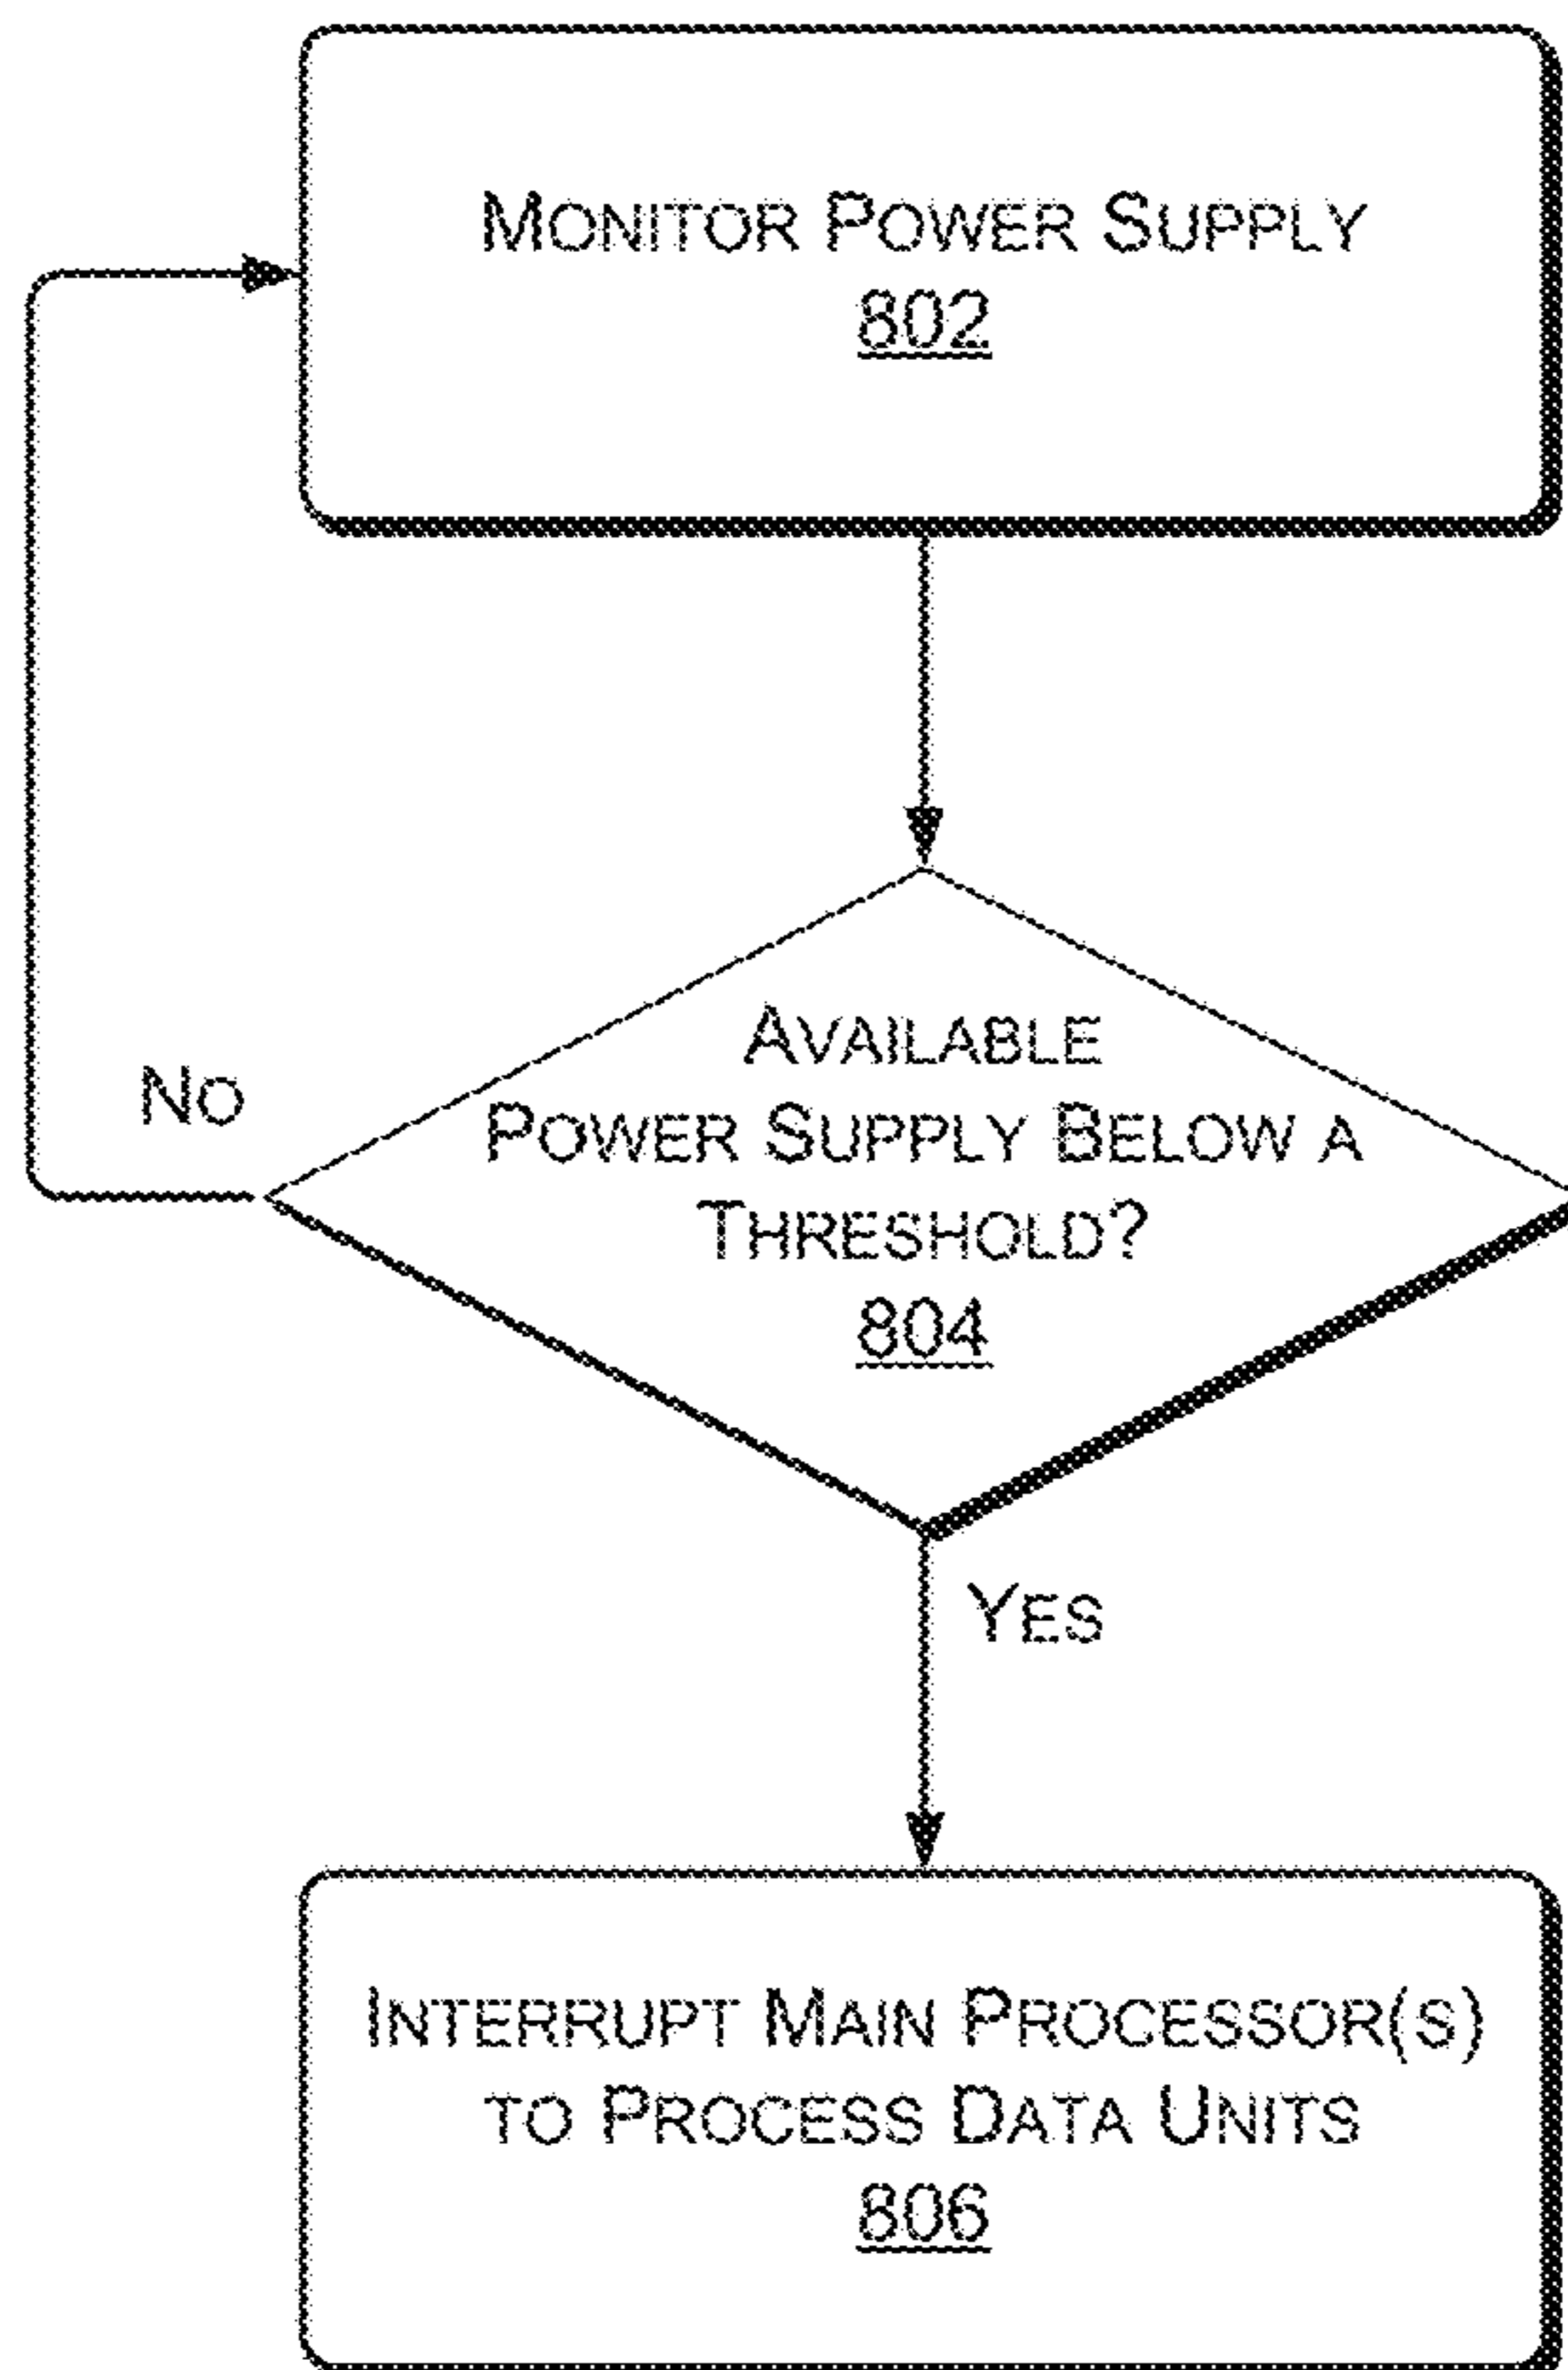 MONITOR POWER SUPPLY
802
AVAILABLE
POWER SUPPLY BELOW A
THRESHOLD?
804
NO
YES
INTERRUPT MAIN PROCESSOR(S)
TO PROCESS DATA UNITS
806